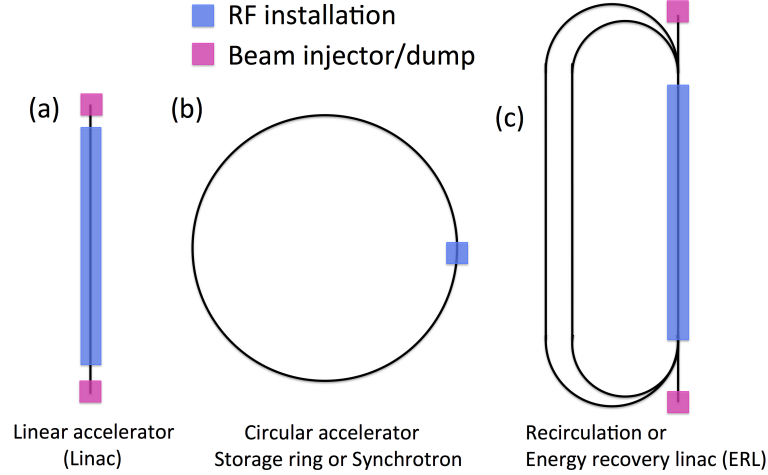 RF installation
Beam injector/dump
(a)
(b)
(c)
Linear accelerator
(Linac)
Circular accelerator
Storage ring or Synchrotron
Recirculation or
Energy recovery linac (ERL)